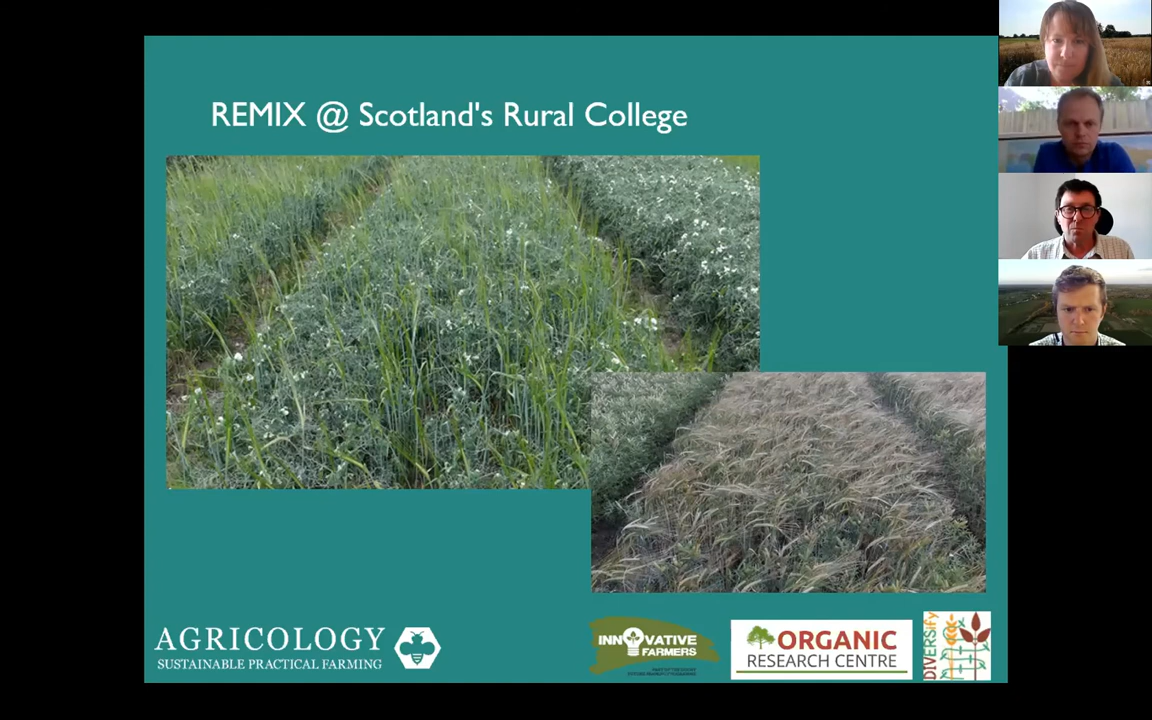 REMIX @ Scotland's Rural College
AGRICOLOGY
SUSTAINABLE PRACTICAL FARMING
INNOVATIVE
FARMERS
ORGANIC
RESEARCH CENTRE
DIVERSify